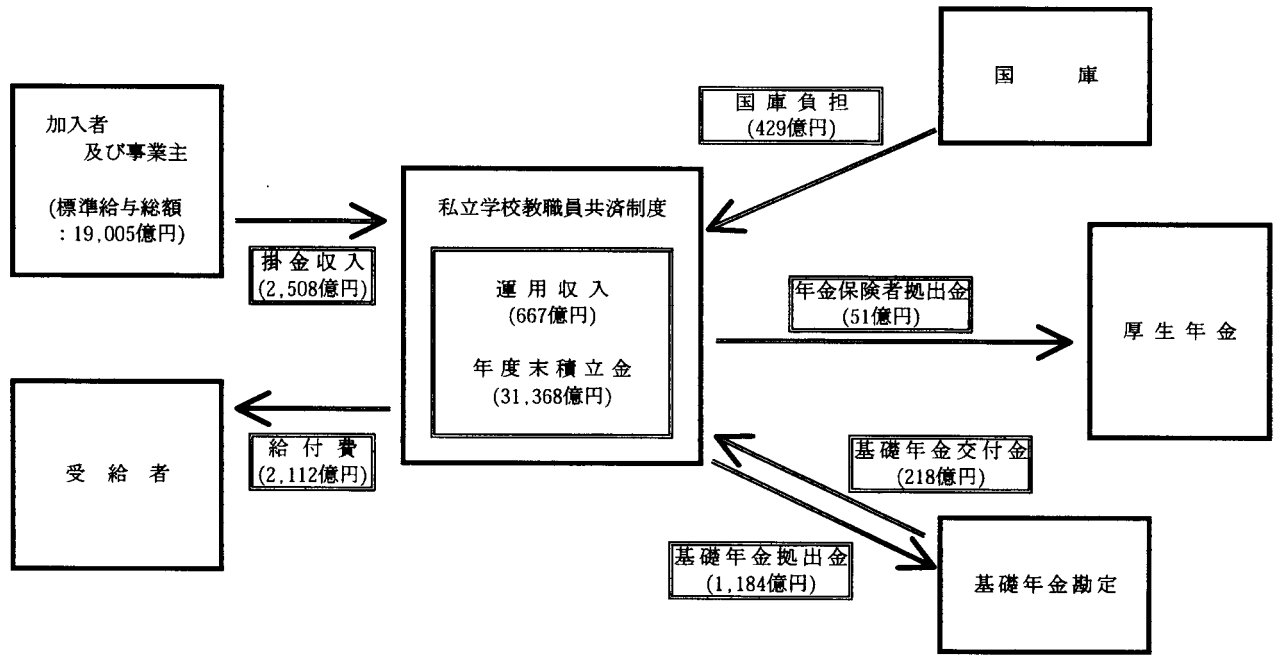 加入者
及び事業主
(標準給与総額
:19,005億円)
掛金収入
(2,508億円)
受給者
給付費
(2,112億円)
私立学校教職員共済制度
運用収入
(667億円)
年度末積立金
(31,368億円)
国庫
国庫負担
(429億円)
年金保険者拠出金
(51億円)
厚生年金
基礎年金交付金
(218億円)
基礎年金拠出金
(1,184億円)
基礎年金勘定